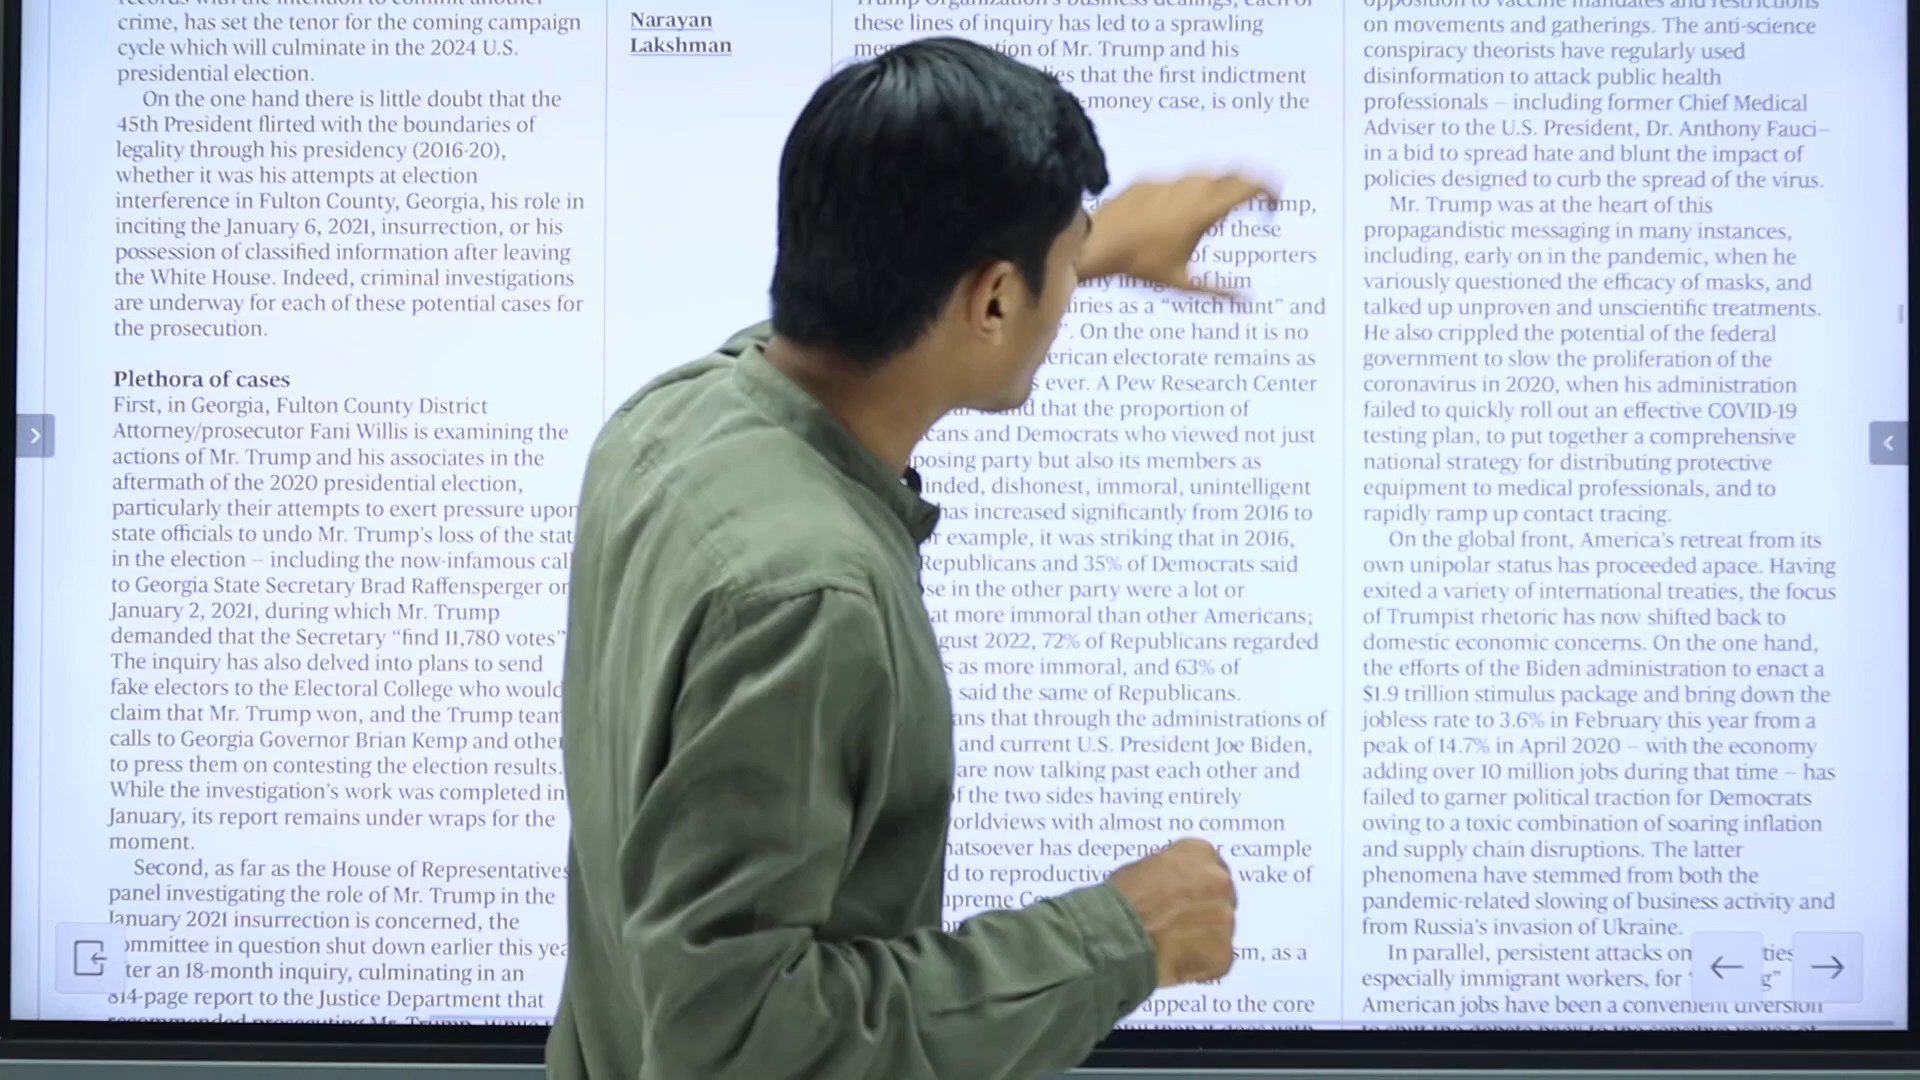 crime, has set the tenor for the coming campaign
cycle which will culminate in the 2024 U.S.
presidential election.
On the one hand there is little doubt that the
45th President flirted with the boundaries of
legality through his presidency (2016-20),
whether it was his attempts at election
interference in Fulton County, Georgia, his role in
inciting the January 6, 2021, insurrection, or his
possession of classified information after leaving
the White House. Indeed, criminal investigations
are underway for each of these potential cases for
the prosecution.
Plethora of cases
First, in Georgia, Fulton County District
Attorney/prosecutor Fani Willis is examining the
actions of Mr. Trump and his associates in the
aftermath of the 2020 presidential election,
particularly their attempts to exert pressure upon
state officials to undo Mr. Trump's loss of the
in the election – including the now-infamous
to Georgia State Secretary Brad Raffensperger
January 2, 2021, during which Mr. Trump
demanded that the Secretary "find 11,780 votes"
The inquiry has also delved into plans to send
fake electors to the Electoral College who would
claim that Mr. Trump won, and the Trump team
calls to Georgia Governor Brian Kemp and
to press them on contesting the election results.
While the investigation's work was completed in
January, its report remains under wraps for the
moment.
Second, as far as the House of Representatives
panel investigating the role of Mr. Trump in the
January 2021 insurrection is concerned, the
in question shut down earlier this
an 18-month inquiry, culminating in an
814-page report to the Justice Department that
Narayan
Lakshman
these lines of inquiry has led to a sprawling
of Mr. Trump and his
that the first indictment
-money case, is only the
Trump,
of these
of supporters
of him
as a "witch hunt" and
. On the one hand it is no
electorate remains as
ever. A Pew Research Center
that the proportion of
and Democrats who viewed not just
party but also its members as
dishonest, immoral, unintelligent
has increased significantly from 2016 to
example, it was striking that in 2016,
Republicans and 35% of Democrats said
in the other party were a lot or
more immoral than other Americans;
2022, 72% of Republicans regarded
as more immoral, and 63% of
said the same of Republicans.
that through the administrations of
and current U.S. President Joe Biden,
are now talking past each other and
of the two sides having entirely
with almost no common
has deepened example
to reproductive wake of
as a
appeal to the core
on movements and gatherings. The anti-science
conspiracy theorists have regularly used
disinformation to attack public health
professionals – including former Chief Medical
Adviser to the U.S. President, Dr. Anthony Fauci–
in a bid to spread hate and blunt the impact of
policies designed to curb the spread of the virus.
Mr. Trump was at the heart of this
propagandistic messaging in many instances,
including, early on in the pandemic, when he
variously questioned the efficacy of masks, and
talked up unproven and unscientific treatments.
He also crippled the potential of the federal
government to slow the proliferation of the
coronavirus in 2020, when his administration
failed to quickly roll out an effective COVID-19
testing plan, to put together a comprehensive
national strategy for distributing protective
equipment to medical professionals, and to
rapidly ramp up contact tracing.
On the global front, America's retreat from its
own unipolar status has proceeded apace. Having
exited a variety of international treaties, the focus
of Trumpist rhetoric has now shifted back to
domestic economic concerns. On the one hand,
the efforts of the Biden administration to enact a
$1.9 trillion stimulus package and bring down the
jobless rate to 3.6% in February this year from a
peak of 14.7% in April 2020 – with the economy
adding over 10 million jobs during that time – has
failed to garner political traction for Democrats
owing to a toxic combination of soaring inflation
and supply chain disruptions. The latter
phenomena have stemmed from both the
pandemic-related slowing of business activity and
from Russia's invasion of Ukraine.
In parallel, persistent attacks on
especially immigrant workers, for
American jobs have been a convenient diversion